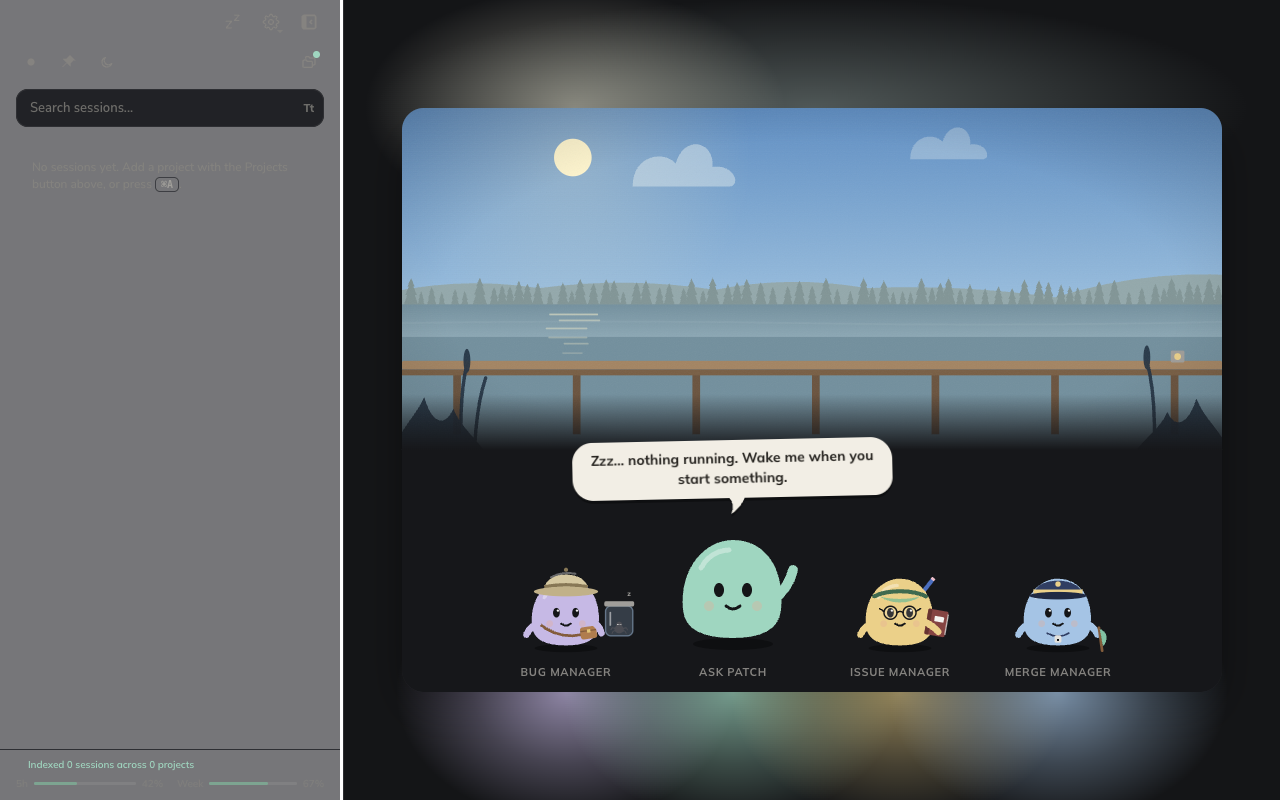 zZ
Search sessions...
Tt
No sessions yet. Add a project with the Projects
button above, or press ⌘A
Zzz... nothing running. Wake me when you
start something.
z
BUG MANAGER
ASK PATCH
ISSUE MANAGER
MERGE MANAGER
Indexed 0 sessions across 0 projects